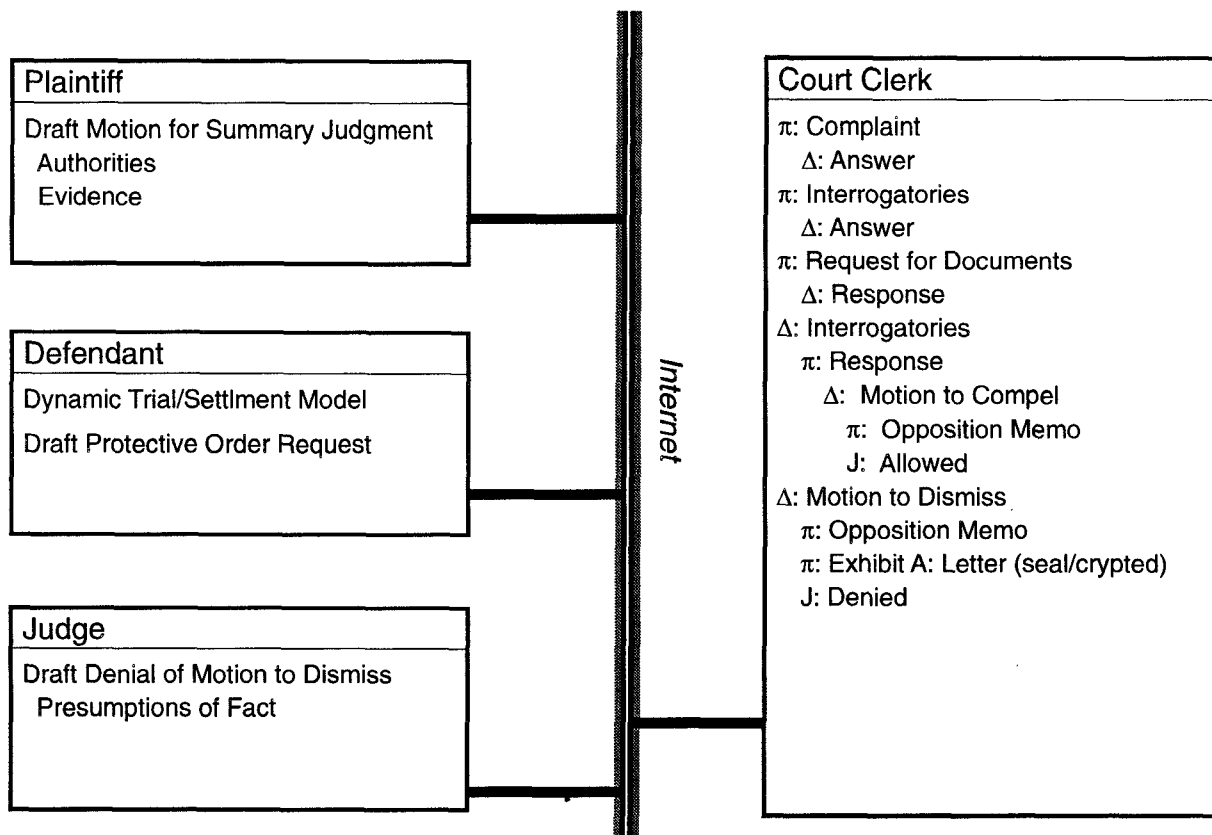 Plaintiff
Draft Motion for Summary Judgment
Authorities
Evidence
Defendant
Dynamic Trial/Settlment Model
Draft Protective Order Request
Judge
Draft Denial of Motion to Dismiss
Presumptions of Fact
Internet
Court Clerk
π: Complaint
Δ: Answer
π: Interrogatories
Δ: Answer
π: Request for Documents
Δ: Response
Δ: Interrogatories
π: Response
Δ: Motion to Compel
π: Opposition Memo
J: Allowed
Δ: Motion to Dismiss
π: Opposition Memo
π: Exhibit A: Letter (seal/crypted)
J: Denied